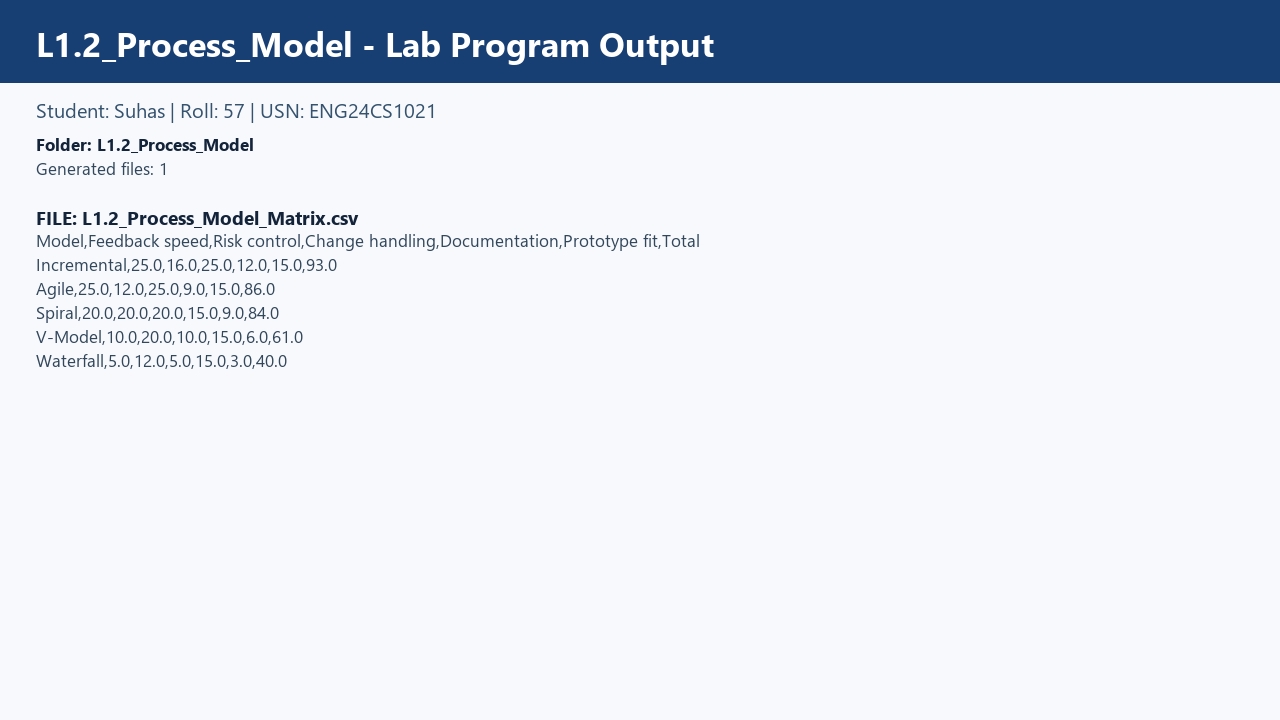 L1.2_Process_Model - Lab Program Output
Student: Suhas | Roll: 57 | USN: ENG24CS1021
Folder: L1.2_Process_Model
Generated files: 1
FILE: L1.2_Process_Model_Matrix.csv
Model,Feedback speed,Risk control,Change handling,Documentation,Prototype fit,Total
Incremental,25.0,16.0,25.0,12.0,15.0,93.0
Agile,25.0,12.0,25.0,9.0,15.0,86.0
Spiral,20.0,20.0,20.0,15.0,9.0,84.0
V-Model,10.0,20.0,10.0,15.0,6.0,61.0
Waterfall,5.0,12.0,5.0,15.0,3.0,40.0